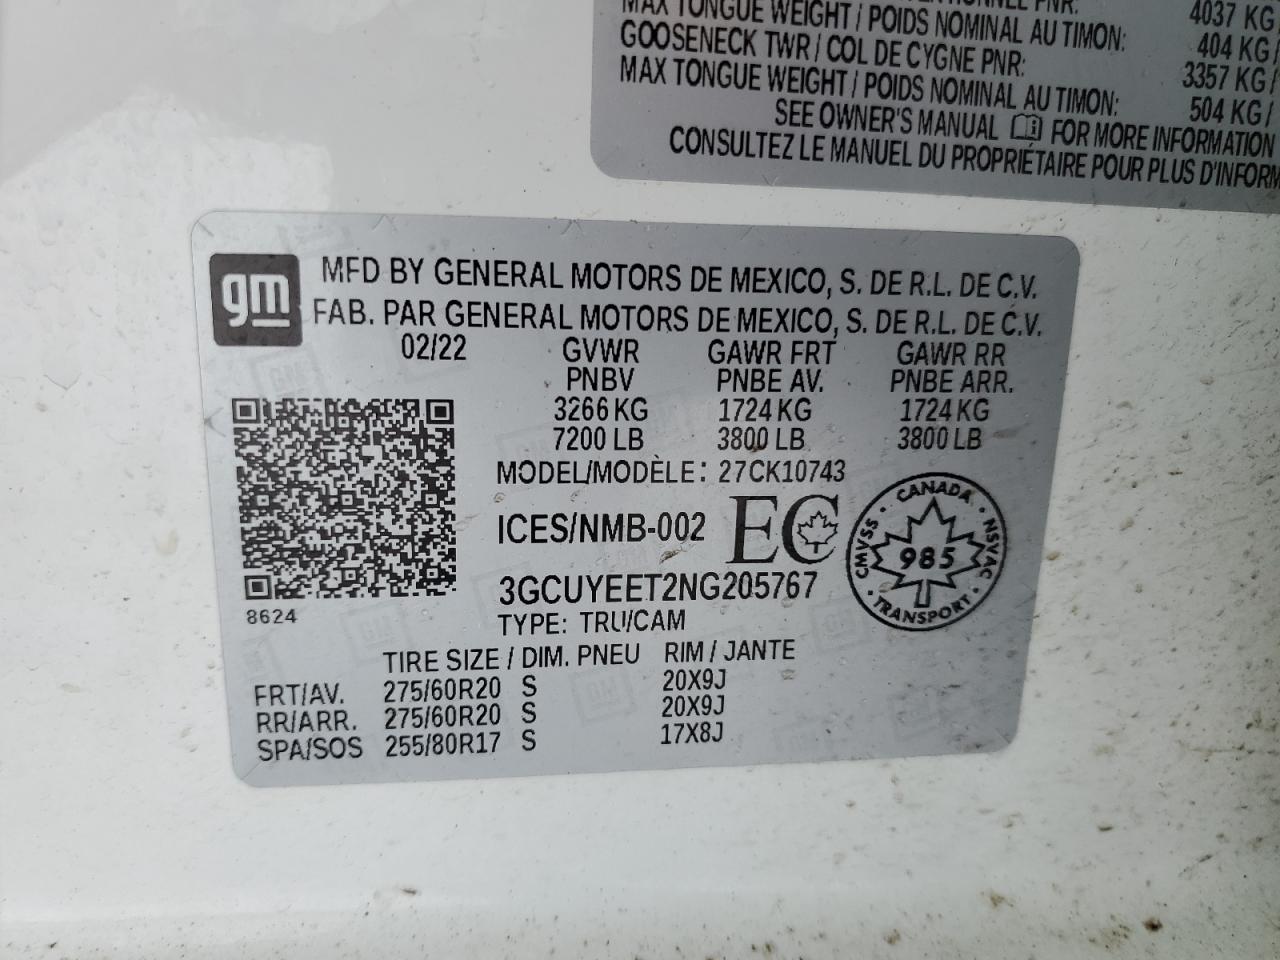 PNR: 4037 KG
MAX TONGUE WEIGHT / POIDS NOMINAL AU TIMON: 404 KG /
GOOSENECK TWR / COL DE CYGNE PNR: 3357 KG /
MAX TONGUE WEIGHT / POIDS NOMINAL AU TIMON: 504 KG /
SEE OWNER'S MANUAL FOR MORE INFORMATION
CONSULTEZ LE MANUEL DU PROPRIÉTAIRE POUR PLUS D'INFORM
gm
MFD BY GENERAL MOTORS DE MEXICO, S. DE R.L. DE C.V.
FAB. PAR GENERAL MOTORS DE MEXICO, S. DE R.L. DE C.V.
02/22 GVWR GAWR FRT GAWR RR
PNBV PNBE AV. PNBE ARR.
3266 KG 1724 KG 1724 KG
7200 LB 3800 LB 3800 LB
MODEL/MODÈLE: 27CK10743
ICES/NMB-002 EC
CANADA
CMVSS 985 NSVAC
TRANSPORT
3GCUYEET2NG205767
8624
TYPE: TRU/CAM
TIRE SIZE / DIM. PNEU RIM / JANTE
FRT/AV. 275/60R20 S 20X9J
RR/ARR. 275/60R20 S 20X9J
SPA/SOS 255/80R17 S 17X8J